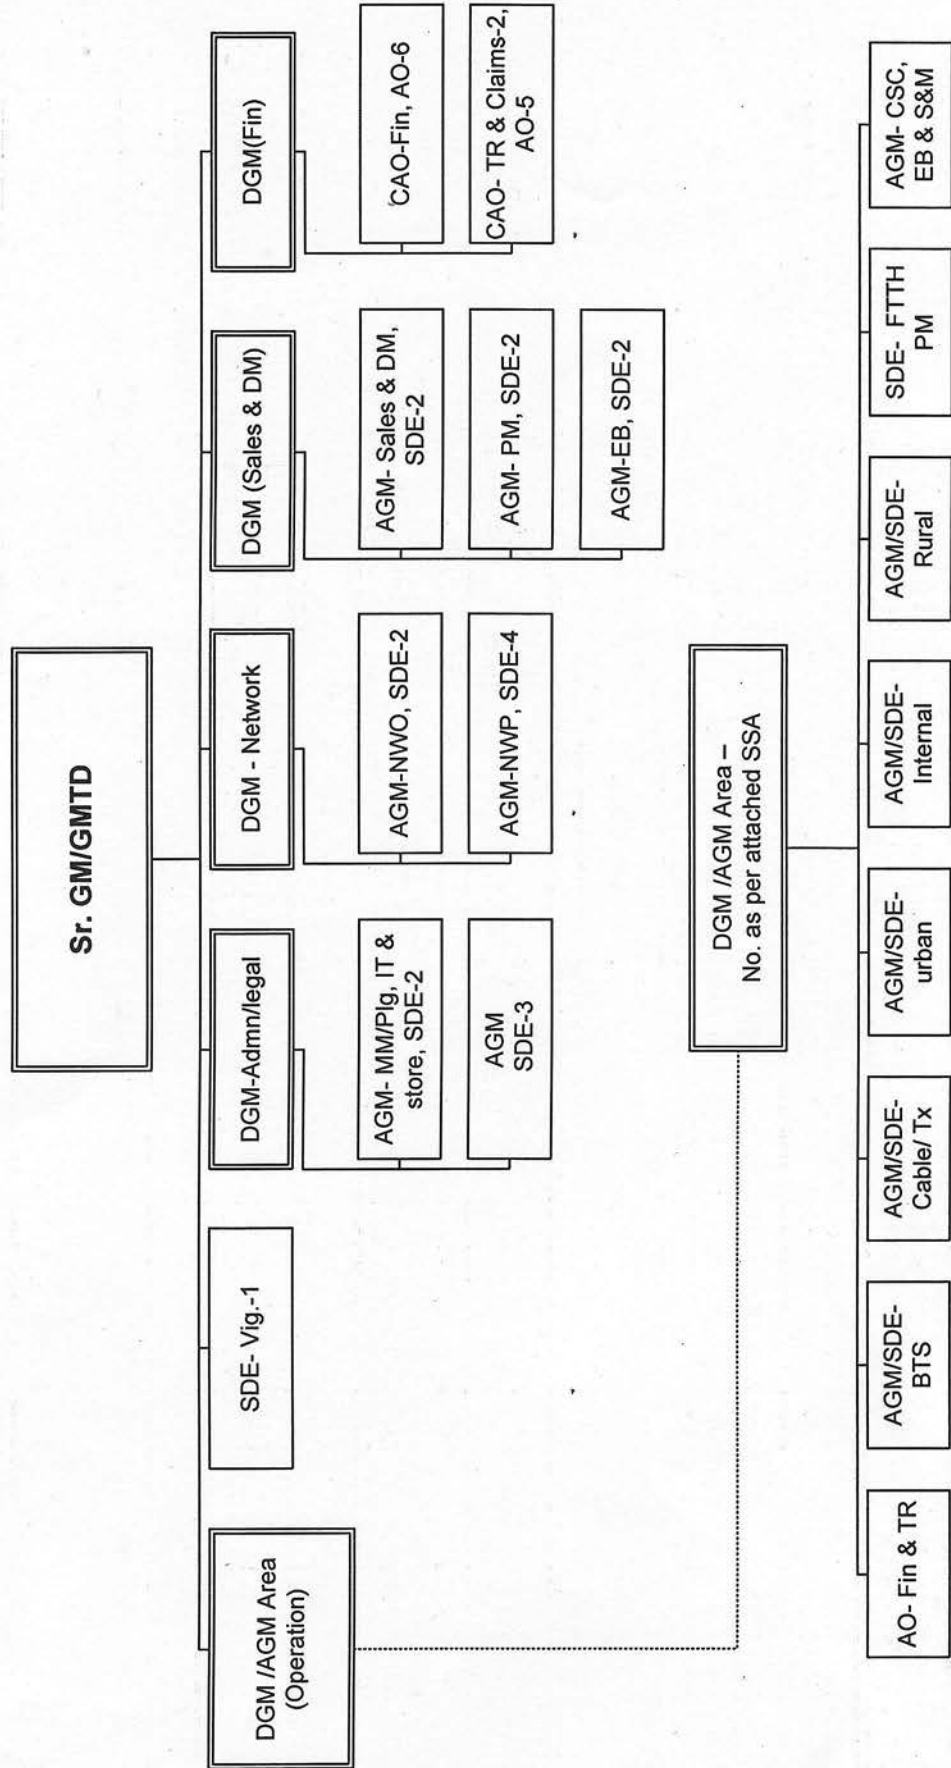 Sr. GM/GMTD
DGM /AGM Area
(Operation)
SDE- Vig.-1
DGM-Admn/legal
DGM - Network
DGM (Sales & DM)
DGM(Fin)
AGM- MM/Plg, IT &
store, SDE-2
AGM
SDE-3
AGM-NWO, SDE-2
AGM-NWP, SDE-4
AGM- Sales & DM,
SDE-2
AGM- PM, SDE-2
AGM-EB, SDE-2
CAO-Fin, AO-6
CAO- TR & Claims-2,
AO-5
DGM /AGM Area –
No. as per attached SSA
AO- Fin & TR
AGM/SDE-
BTS
AGM/SDE-
Cable/ Tx
AGM/SDE-
urban
AGM/SDE-
Internal
AGM/SDE-
Rural
SDE- FTTH
PM
AGM- CSC,
EB & S&M